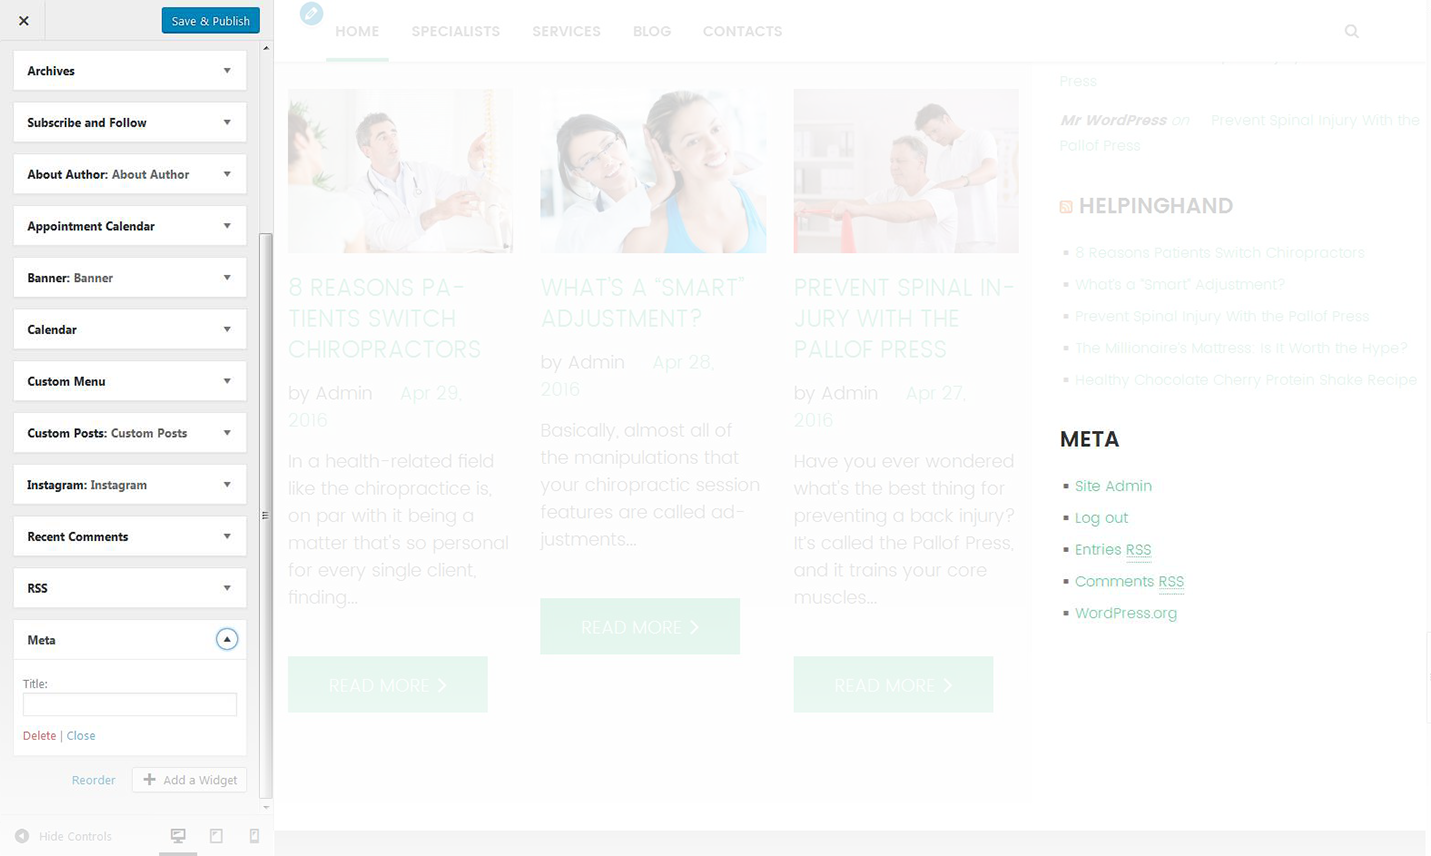 Save & Publish
Archives
Subscribe and Follow
About Author: About Author
Appointment Calendar
Banner: Banner
Calendar
Custom Menu
Custom Posts: Custom Posts
Instagram: Instagram
Recent Comments
RSS
Meta
Title:
Delete | Close
Reorder
Add a Widget
Hide Controls
HOME SPECIALISTS SERVICES BLOG CONTACTS
8 REASONS PA-
TIENTS SWITCH
CHIROPRACTORS
by Admin Apr 29,
2016
In a health-related field
like the chiropractice is,
on par with it being a
matter that's so personal
for every single client,
finding...
READ MORE
WHAT'S A “SMART”
ADJUSTMENT?
by Admin Apr 28,
2016
Basically, almost all of
the manipulations that
your chiropractic session
features are called ad-
justments...
READ MORE
PREVENT SPINAL IN-
JURY WITH THE
PALLOF PRESS
by Admin Apr 27,
2016
Have you ever wondered
what's the best thing for
preventing a back injury?
It's called the Pallof Press,
and it trains your core
muscles...
READ MORE
Press
Mr WordPress on Prevent Spinal Injury With the
Pallof Press
HELPINGHAND
8 Reasons Patients Switch Chiropractors
What's a “Smart” Adjustment?
Prevent Spinal Injury With the Pallof Press
The Millionaire's Mattress: Is It Worth the Hype?
Healthy Chocolate Cherry Protein Shake Recipe
META
Site Admin
Log out
Entries RSS
Comments RSS
WordPress.org